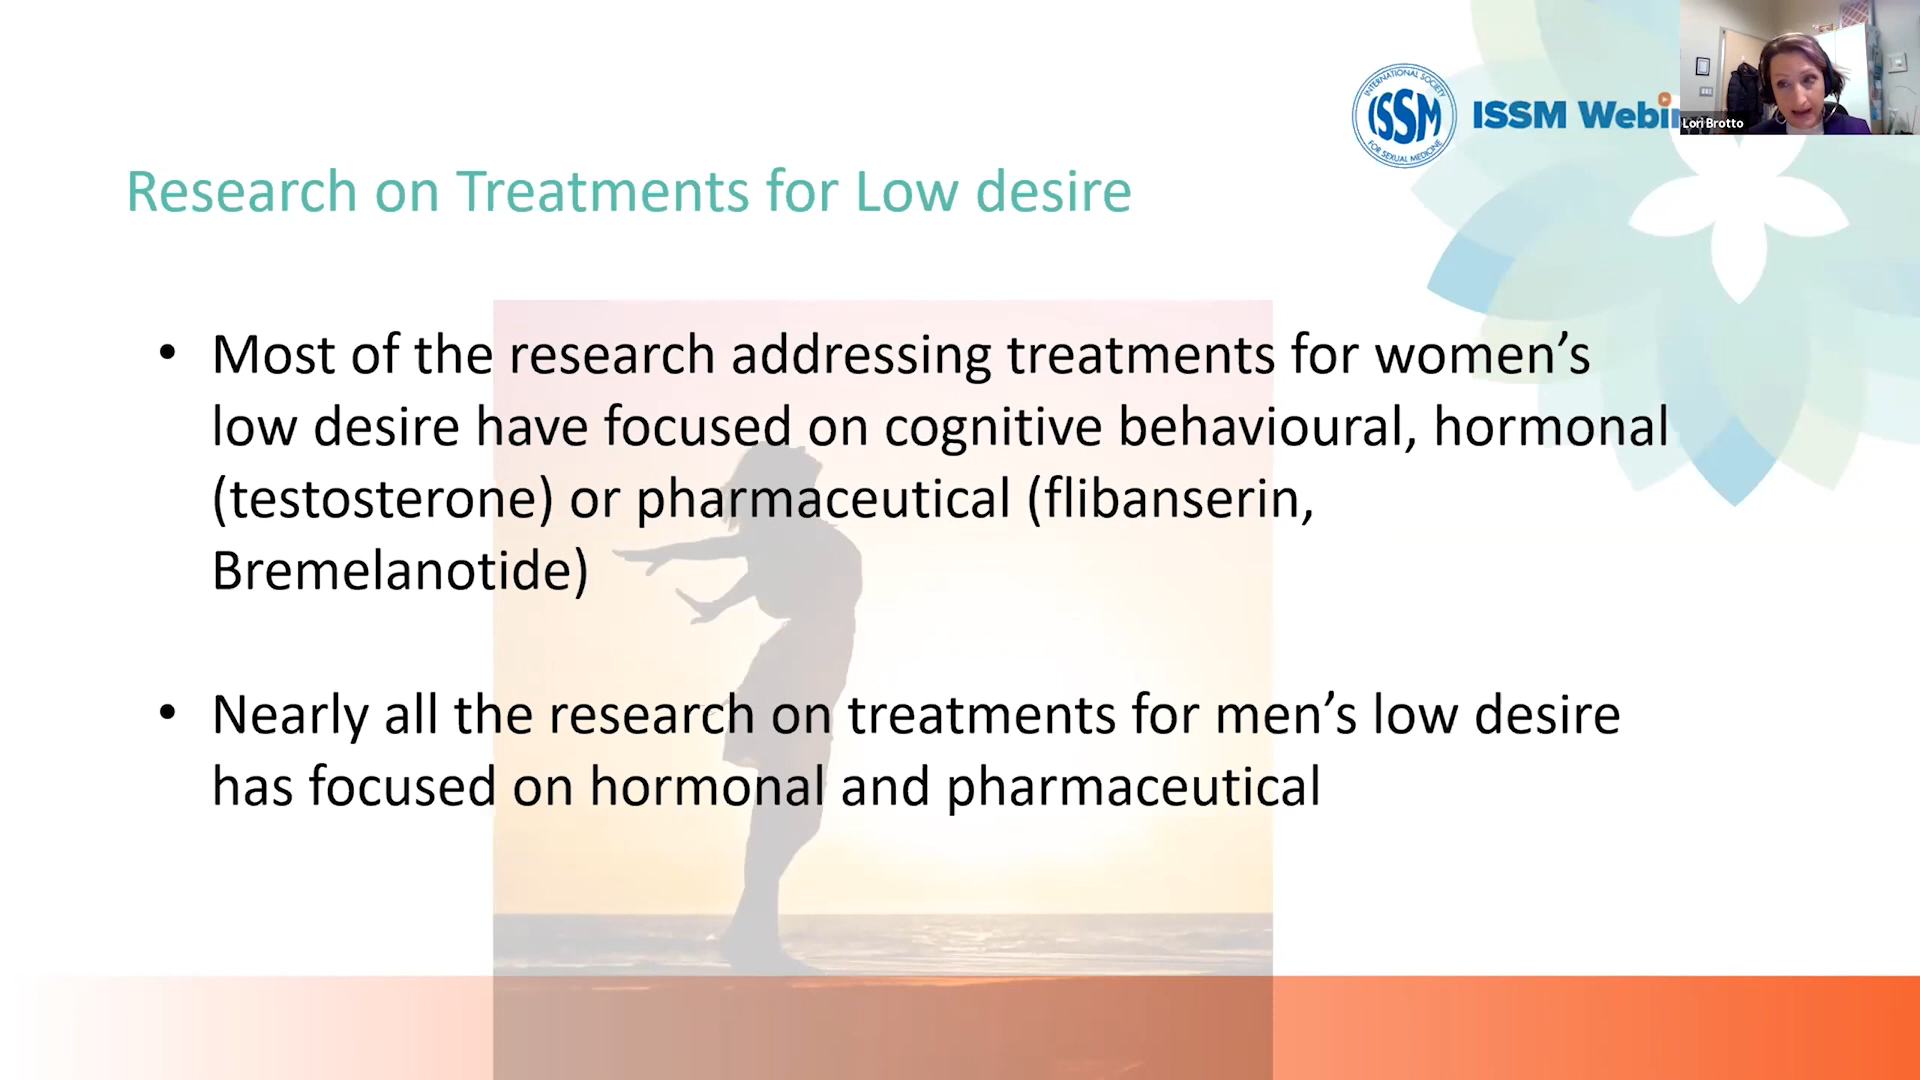 INTERNATIONAL SOCIETY
ISSM
FOR SEXUAL MEDICINE
ISSM Webin
Lori Brotto
Research on Treatments for Low desire
• Most of the research addressing treatments for women’s
low desire have focused on cognitive behavioural, hormonal
(testosterone) or pharmaceutical (flibanserin,
Bremelanotide)
• Nearly all the research on treatments for men’s low desire
has focused on hormonal and pharmaceutical